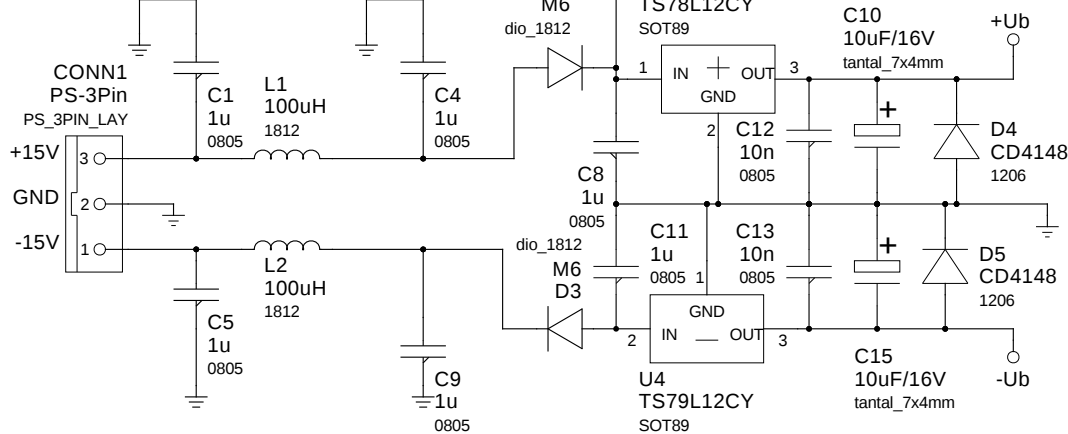 M6
dio_1812
TS78L12CY
SOT89
1
IN
+
OUT
3
GND
2
C10
10uF/16V
tantal_7x4mm
+
+Ub
CONN1
PS-3Pin
PS_3PIN_LAY
+15V
3
GND
2
-15V
1
C1
1u
0805
L1
100uH
1812
C4
1u
0805
C8
1u
0805
C12
10n
0805
D4
CD4148
1206
L2
100uH
1812
C5
1u
0805
C9
1u
0805
dio_1812
M6
D3
C11
1u
0805
1
GND
2
IN
—
OUT
3
U4
TS79L12CY
SOT89
C13
10n
0805
+
D5
CD4148
1206
C15
10uF/16V
tantal_7x4mm
-Ub